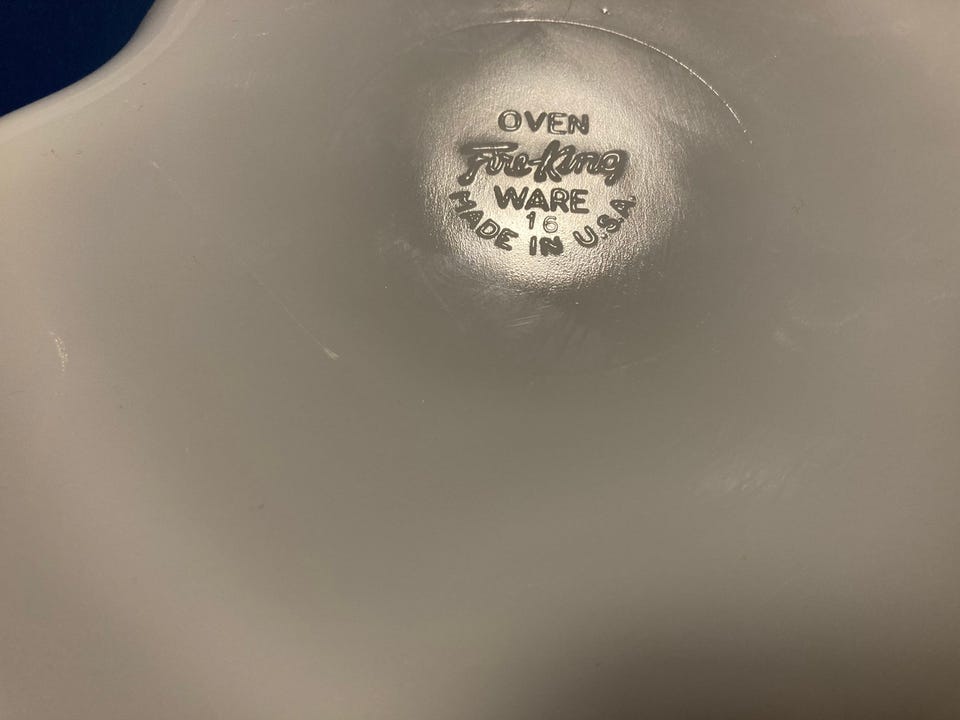 OVEN
Fire-King
WARE
16
MADE IN U.S.A.